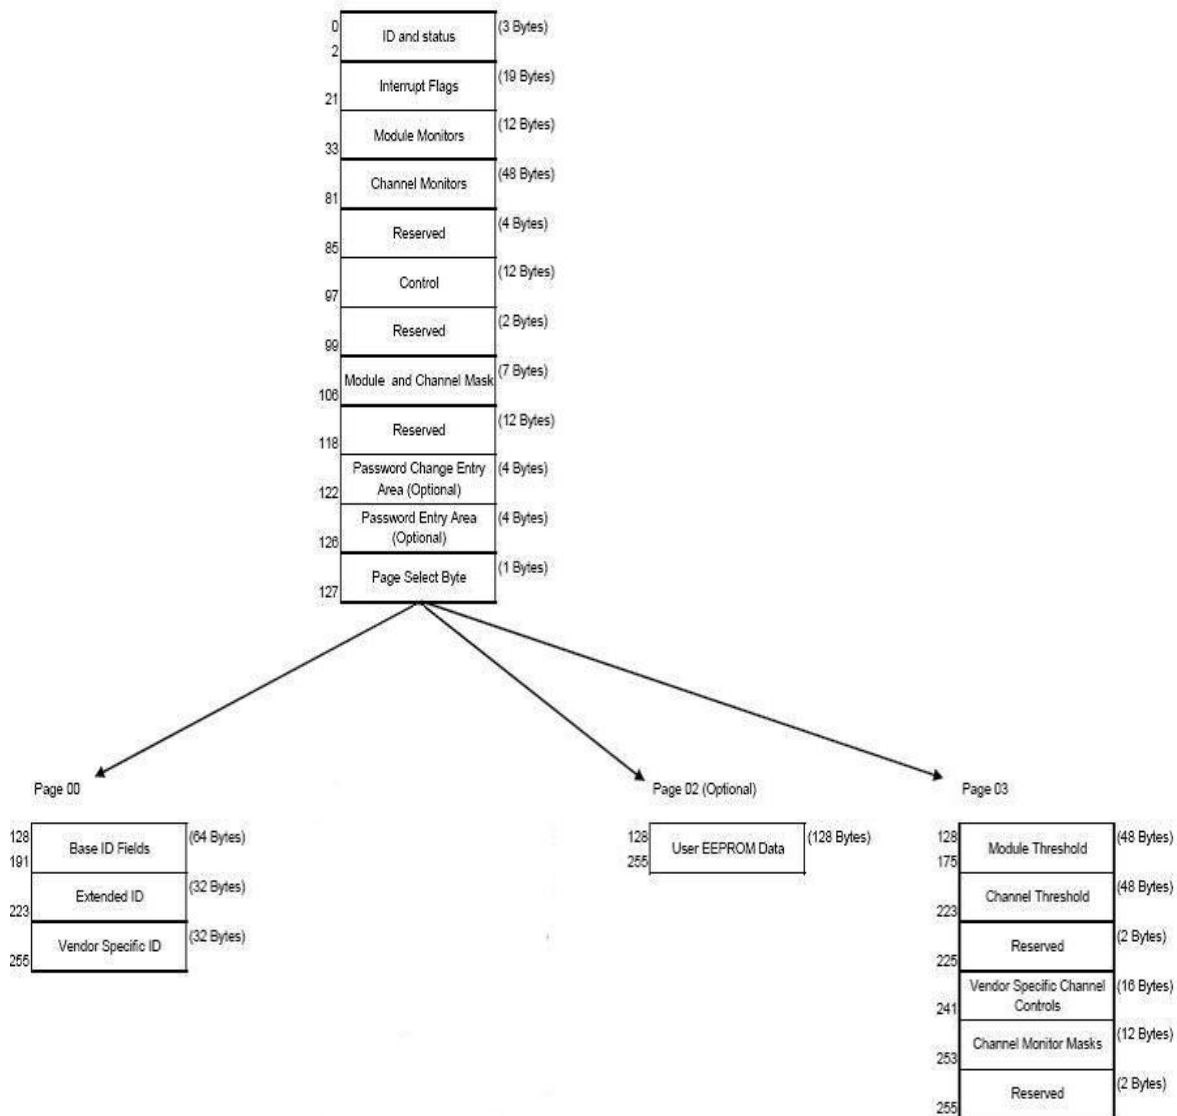 0
ID and status
(3 Bytes)
2
Interrupt Flags
(19 Bytes)
21
Module Monitors
(12 Bytes)
33
Channel Monitors
(48 Bytes)
81
Reserved
(4 Bytes)
85
Control
(12 Bytes)
97
Reserved
(2 Bytes)
99
Module and Channel Mask
(7 Bytes)
106
Reserved
(12 Bytes)
118
Password Change Entry
Area (Optional)
(4 Bytes)
122
Password Entry Area
(Optional)
(4 Bytes)
126
Page Select Byte
(1 Bytes)
127
Page 00
128
Base ID Fields
(64 Bytes)
191
Extended ID
(32 Bytes)
223
Vendor Specific ID
(32 Bytes)
255
Page 02 (Optional)
128
User EEPROM Data
(128 Bytes)
255
Page 03
128
Module Threshold
(48 Bytes)
175
Channel Threshold
(48 Bytes)
223
Reserved
(2 Bytes)
225
Vendor Specific Channel
Controls
(16 Bytes)
241
Channel Monitor Masks
(12 Bytes)
253
Reserved
(2 Bytes)
255